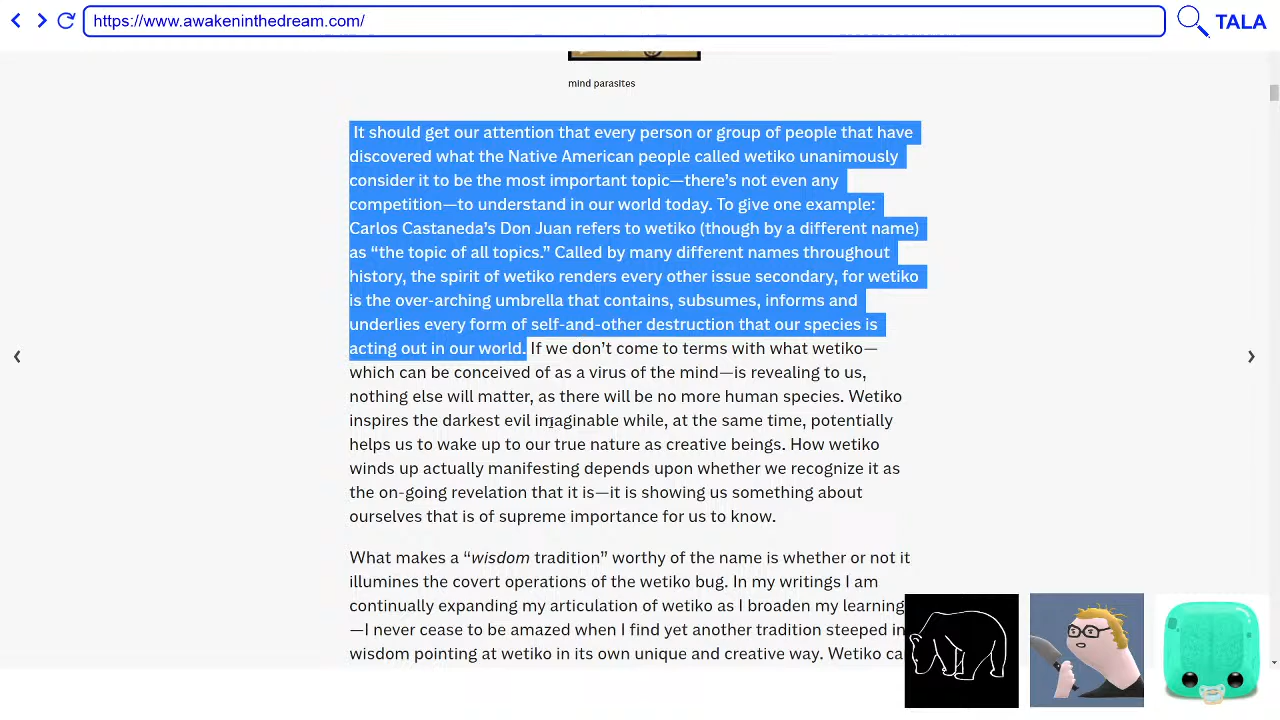 https://www.awakeninthedream.com/
TALA
mind parasites
It should get our attention that every person or group of people that have
discovered what the Native American people called wetiko unanimously
consider it to be the most important topic—there’s not even any
competition—to understand in our world today. To give one example:
Carlos Castaneda’s Don Juan refers to wetiko (though by a different name)
as “the topic of all topics.” Called by many different names throughout
history, the spirit of wetiko renders every other issue secondary, for wetiko
is the over-arching umbrella that contains, subsumes, informs and
underlies every form of self-and-other destruction that our species is
acting out in our world. If we don’t come to terms with what wetiko—
which can be conceived of as a virus of the mind—is revealing to us,
nothing else will matter, as there will be no more human species. Wetiko
inspires the darkest evil imaginable while, at the same time, potentially
helps us to wake up to our true nature as creative beings. How wetiko
winds up actually manifesting depends upon whether we recognize it as
the on-going revelation that it is—it is showing us something about
ourselves that is of supreme importance for us to know.
What makes a “wisdom tradition” worthy of the name is whether or not it
illumines the covert operations of the wetiko bug. In my writings I am
continually expanding my articulation of wetiko as I broaden my learning
—I never cease to be amazed when I find yet another tradition steeped in
wisdom pointing at wetiko in its own unique and creative way. Wetiko ca